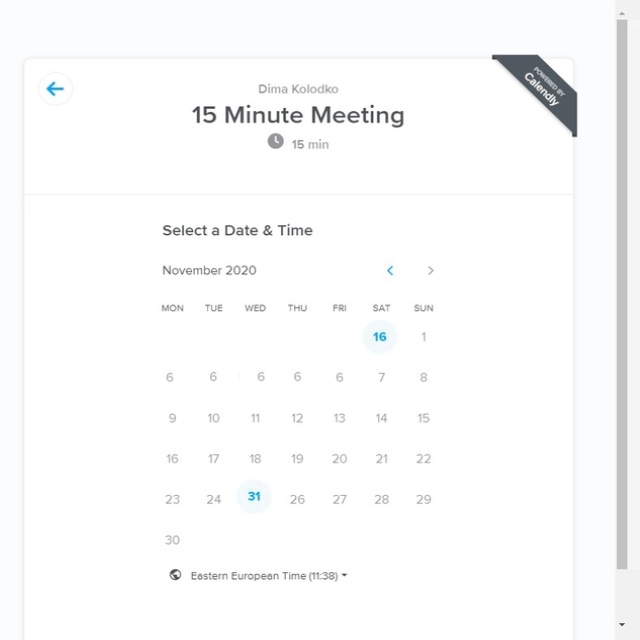 POWERED BY
Calendly
Dima Kolodko
15 Minute Meeting
15 min
Select a Date & Time
November 2020
MON TUE WED THU FRI SAT SUN
16 1
6 6 6 6 6 7 8
9 10 11 12 13 14 15
16 17 18 19 20 21 22
23 24 31 26 27 28 29
30
Eastern European Time (11:38)